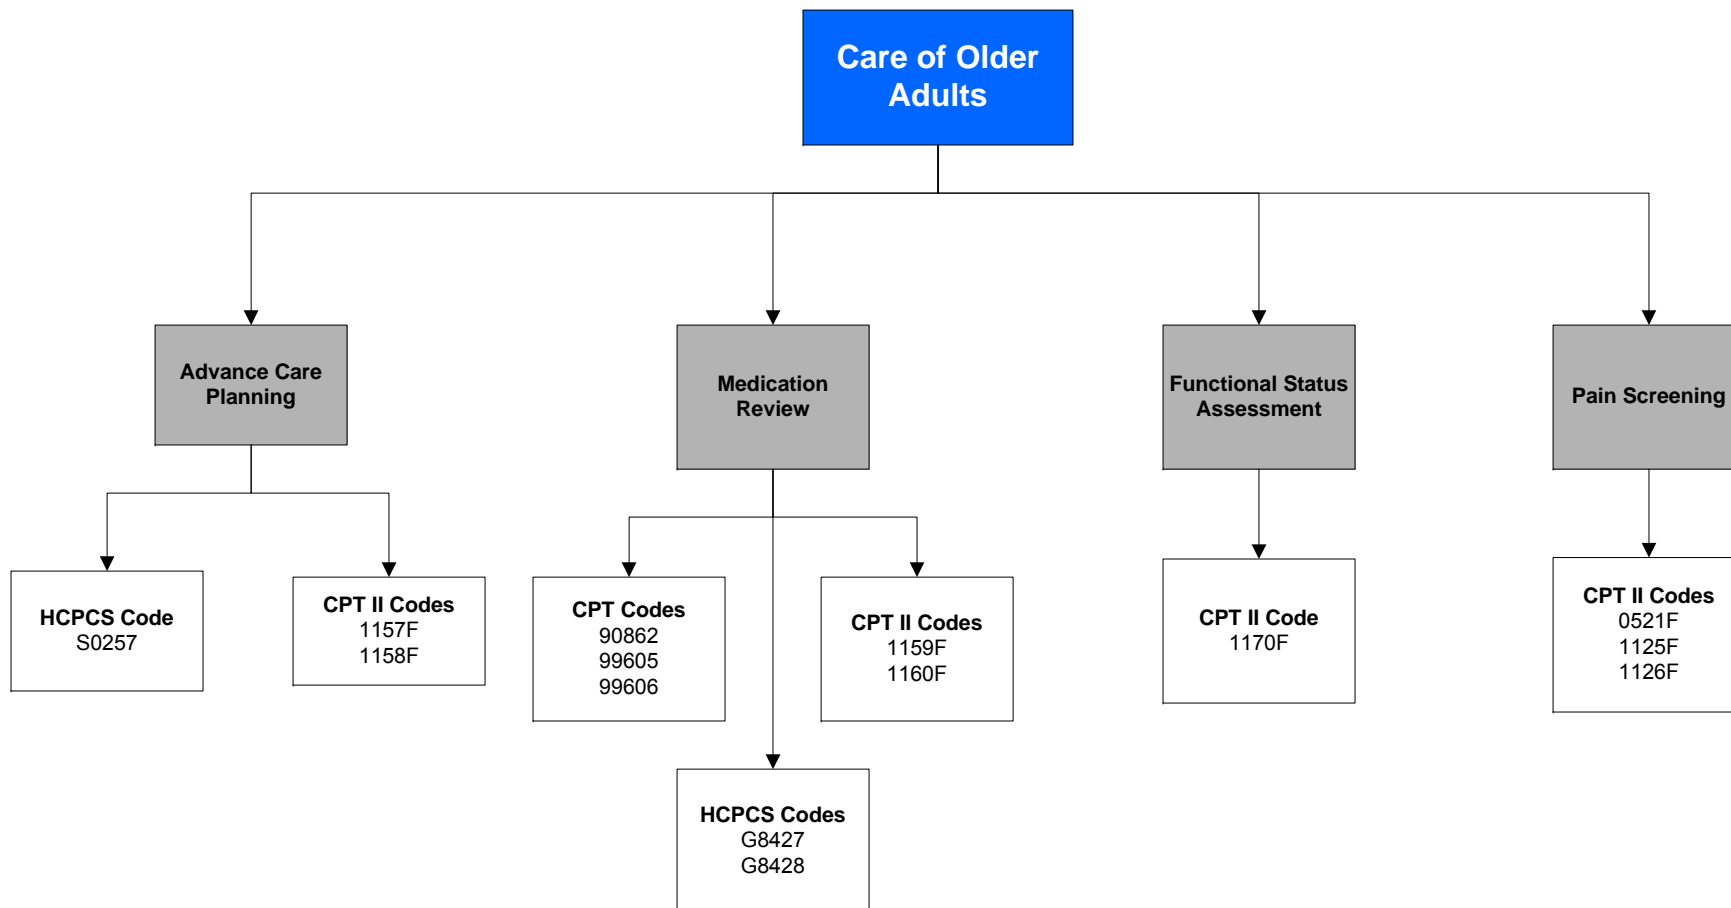 Care of Older
Adults
Advance Care
Planning
Medication
Review
Functional Status
Assessment
Pain Screening
HCPCS Code
S0257
CPT II Codes
1157F
1158F
CPT Codes
90862
99605
99606
CPT II Codes
1159F
1160F
HCPCS Codes
G8427
G8428
CPT II Code
1170F
CPT II Codes
0521F
1125F
1126F